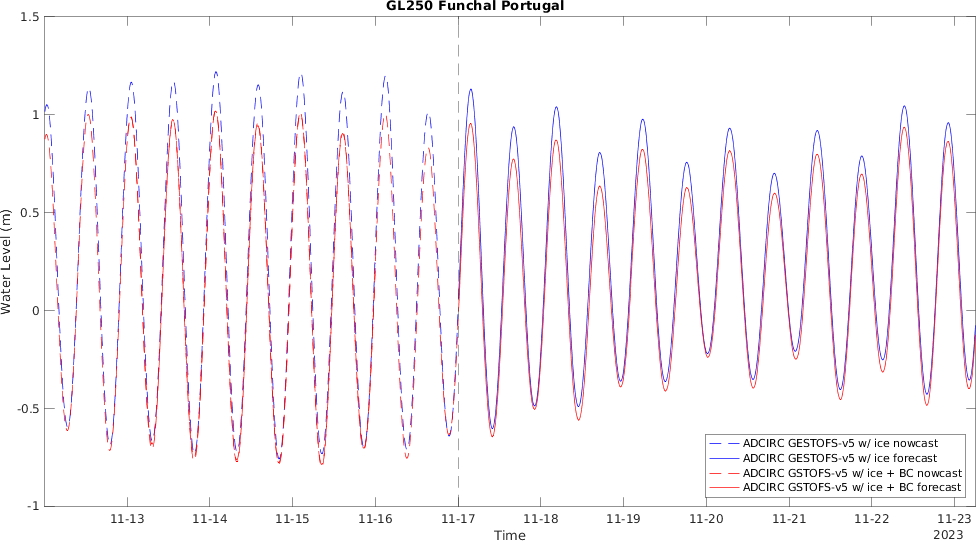 GL250 Funchal Portugal
1.5
1
0.5
0
-0.5
-1
Water Level (m)
11-13 11-14 11-15 11-16 11-17 11-18 11-19 11-20 11-21 11-22 11-23
Time
2023
ADCIRC GESTOFS-v5 w/ ice nowcast
ADCIRC GESTOFS-v5 w/ ice forecast
ADCIRC GSTOFS-v5 w/ ice + BC nowcast
ADCIRC GSTOFS-v5 w/ ice + BC forecast